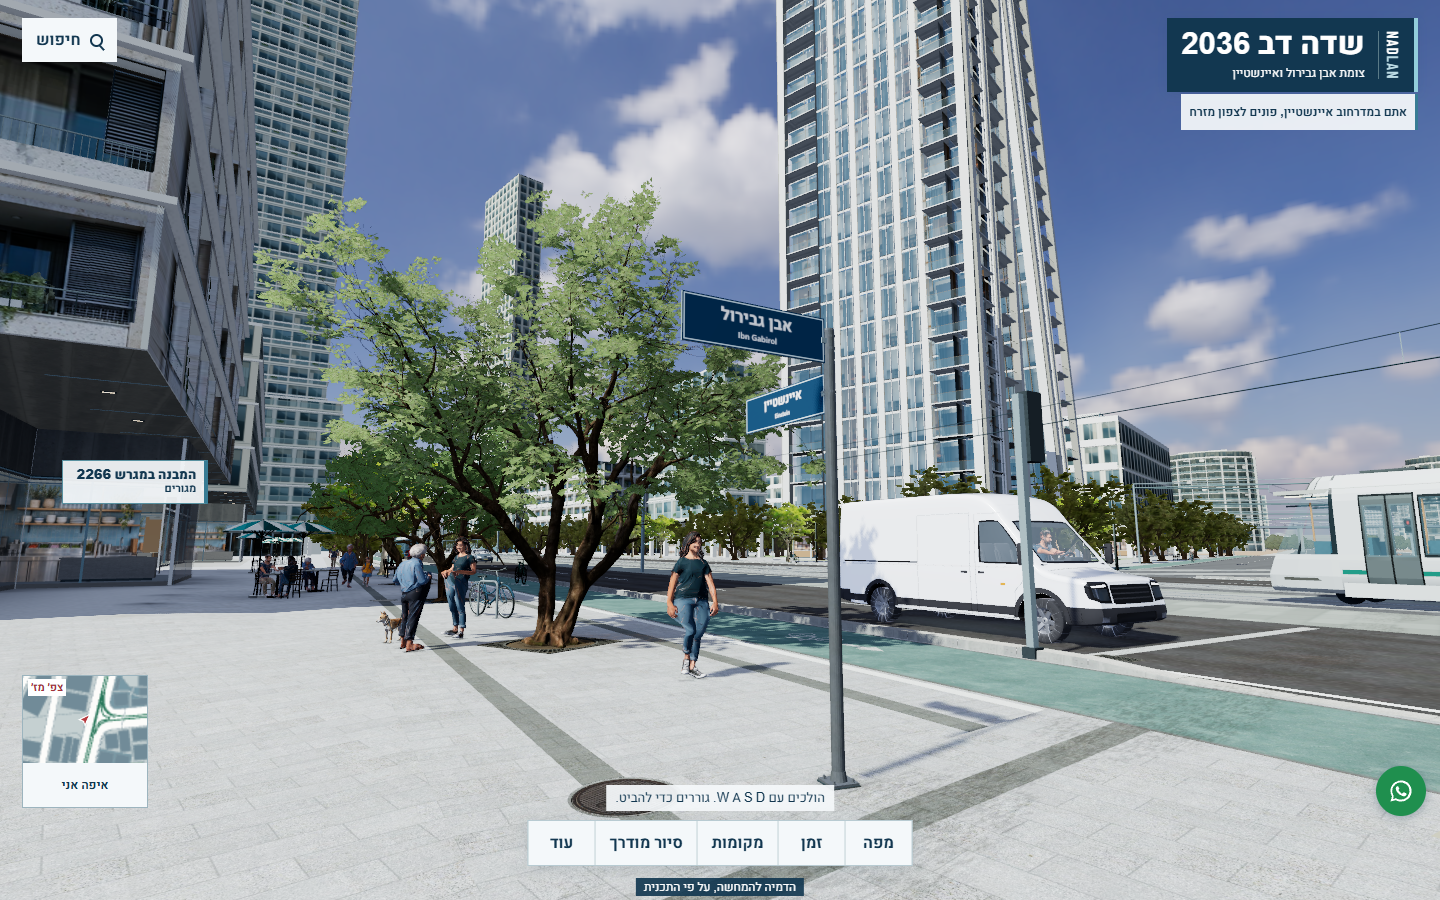 שדה דב 2036
צומת אבן גבירול ואיינשטיין
NADLAN
אתם במדרחוב איינשטיין, פונים לצפון מזרח
חיפוש
אבן גבירול
Ibn Gabirol
איינשטיין
המבנה במגרש 2266
מגורים
צפ' מז'
איפה אני
הולכים עם W A S D. גוררים כדי להביט.
מפה
זמן
מקומות
סיור מודרך
עוד
הדמיה להמחשה, על פי התכנית